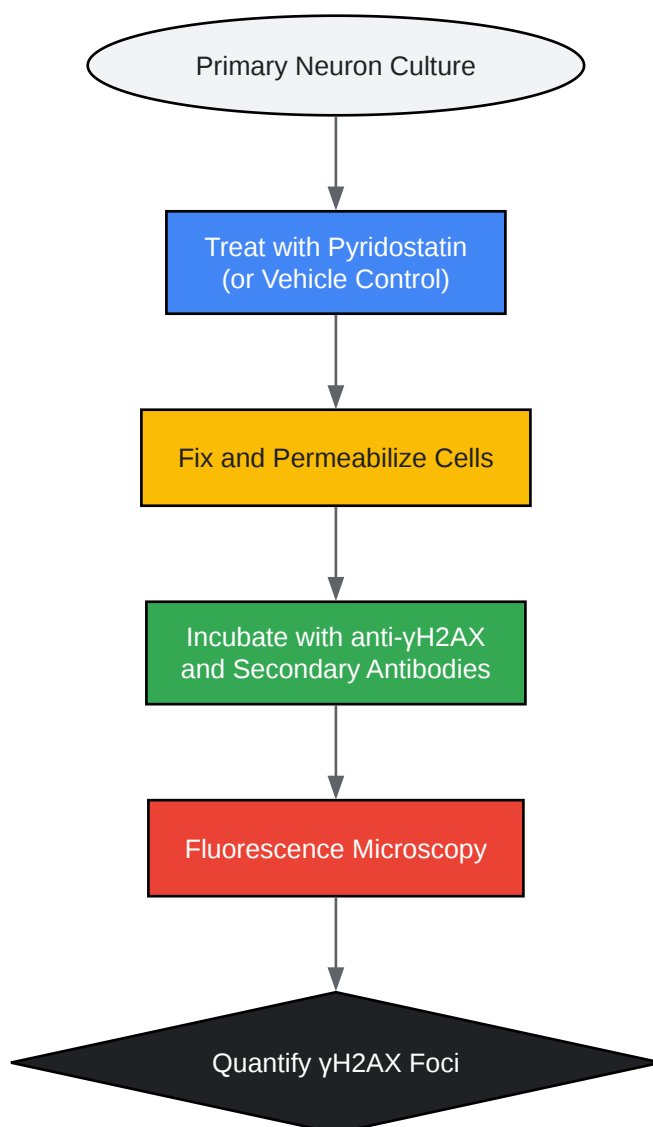 Primary Neuron Culture
Treat with Pyridostatin
(or Vehicle Control)
Fix and Permeabilize Cells
Incubate with anti-γH2AX
and Secondary Antibodies
Fluorescence Microscopy
Quantify γH2AX Foci